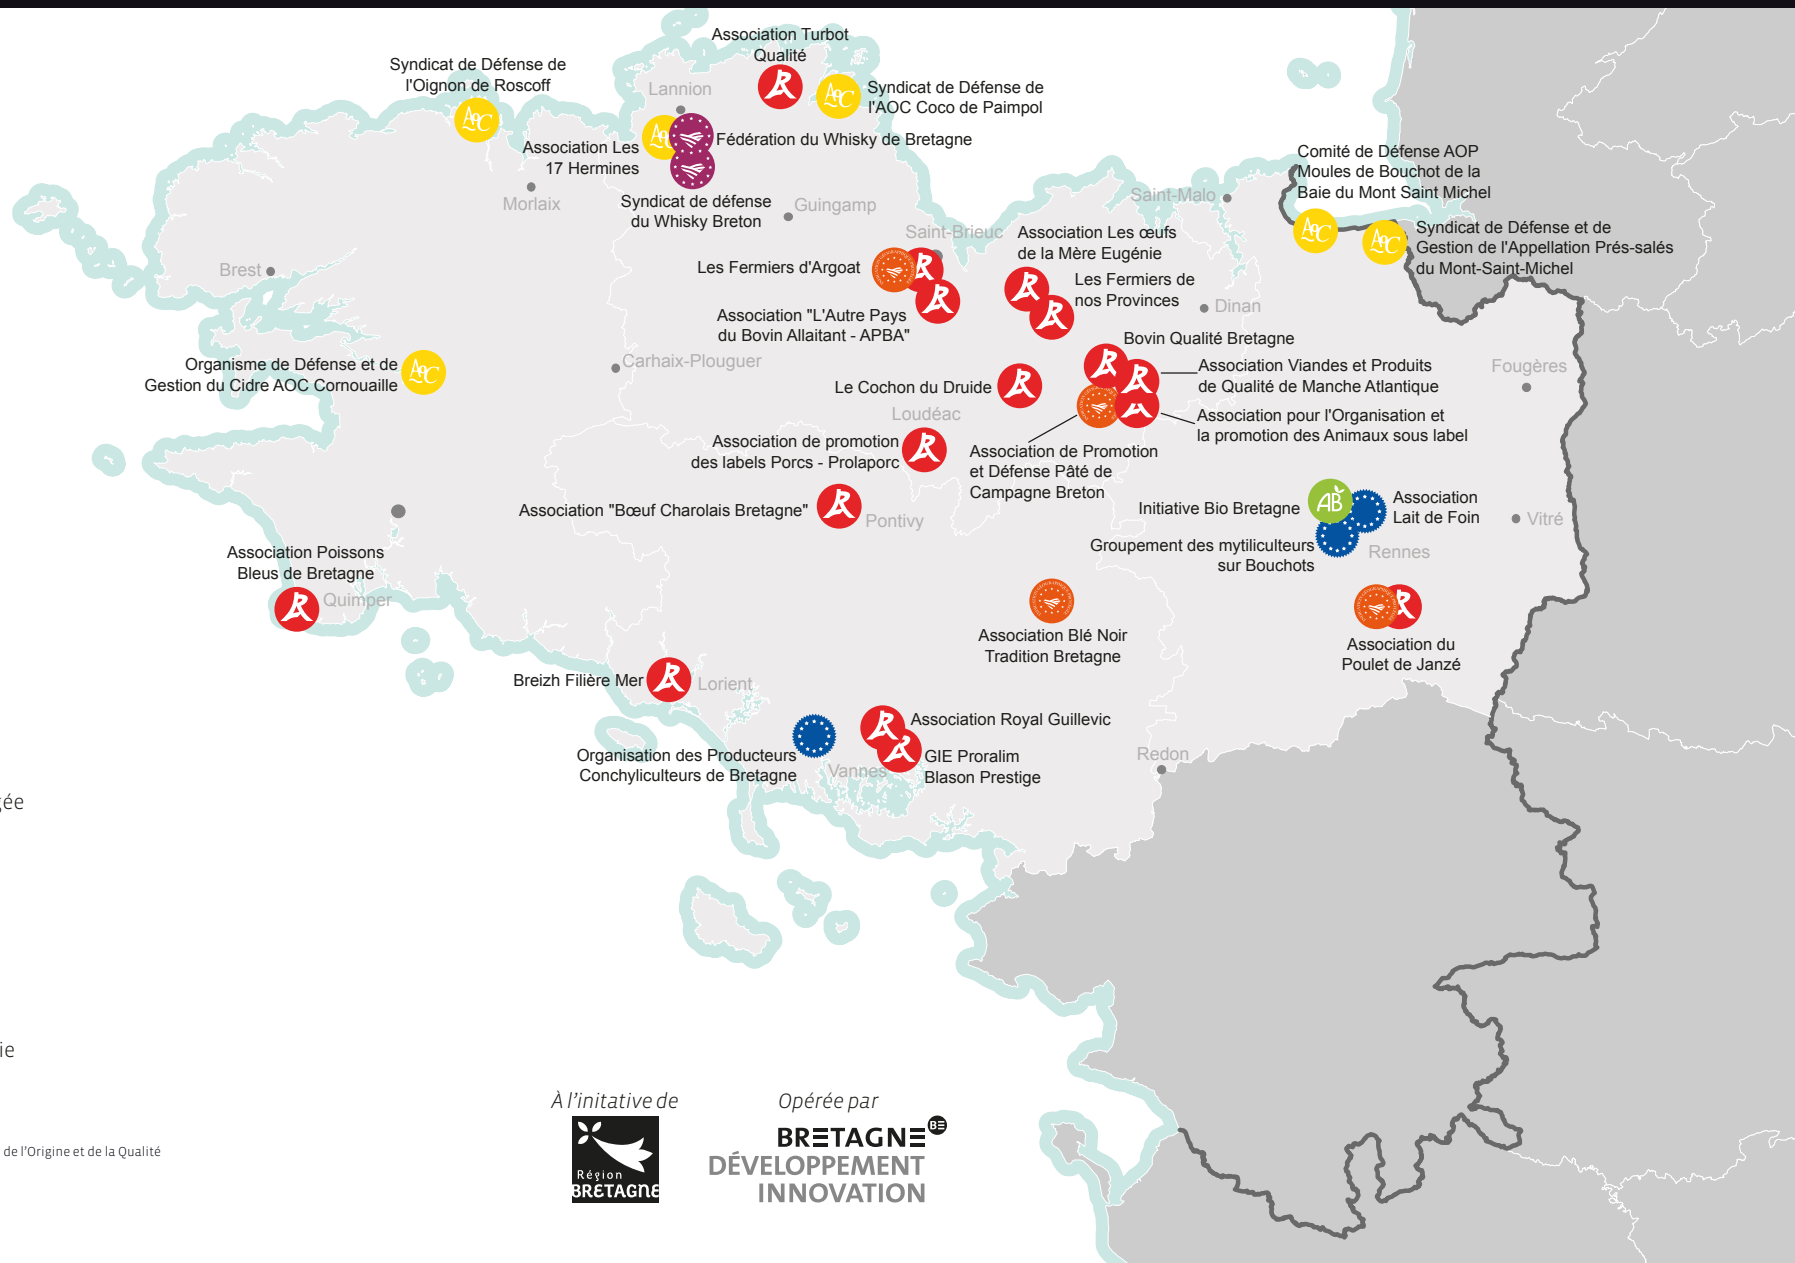 Association Turbot
Qualité
Syndicat de Défense de
l'Oignon de Roscoff
Lannion
Syndicat de Défense de
l'AOC Coco de Paimpol
Association Les
17 Hermines
Fédération du Whisky de Bretagne
Comité de Défense AOP
Moules de Bouchot de la
Baie du Mont Saint Michel
Morlaix
Syndicat de défense
du Whisky Breton
Guingamp
Saint-Malo
Saint-Brieuc
Association Les œufs
de la Mère Eugénie
Syndicat de Défense et de
Gestion de l'Appellation Prés-salés
du Mont-Saint-Michel
Brest
Les Fermiers d'Argoat
Les Fermiers de
nos Provinces
Dinan
Association "L'Autre Pays
du Bovin Allaitant - APBA"
Bovin Qualité Bretagne
Organisme de Défense et de
Gestion du Cidre AOC Cornouaille
Carhaix-Plouguer
Association Viandes et Produits
de Qualité de Manche Atlantique
Fougères
Le Cochon du Druide
Loudéac
Association pour l'Organisation et
la promotion des Animaux sous label
Association de promotion
des labels Porcs - Prolaporc
Association de Promotion
et Défense Pâté de
Campagne Breton
Association "Bœuf Charolais Bretagne"
Pontivy
Initiative Bio Bretagne
AB
Association
Lait de Foin
Vitré
Groupement des mytiliculteurs
sur Bouchots
Rennes
Association Poissons
Bleus de Bretagne
Quimper
Association Blé Noir
Tradition Bretagne
Association du
Poulet de Janzé
Breizh Filière Mer
Lorient
Association Royal Guillevic
Organisation des Producteurs
Conchyliculteurs de Bretagne
Vannes
GIE Proralim
Blason Prestige
Redon
gée
ie
de l'Origine et de la Qualité
À l'initative de
Région
BRETAGNE
Opérée par
BRETAGNE BE
DÉVELOPPEMENT
INNOVATION
AOC
AOC
AOC
AOC
AOC
AOC